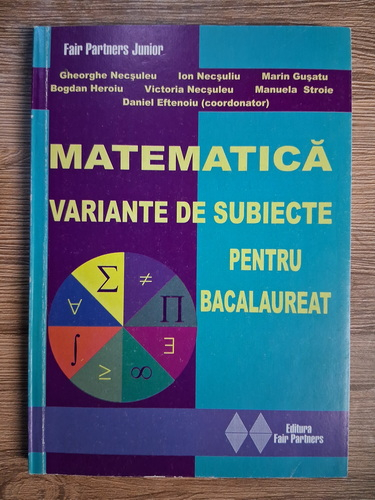 Fair Partners Junior
Gheorghe Necşuleu Ion Necşuliu Marin Guşatu
Bogdan Heroiu Victoria Necşuleu Manuela Stroie
Daniel Eftenoiu (coordonator)
MATEMATICĂ
VARIANTE DE SUBIECTE
PENTRU
BACALAUREAT
∑ ≠
∀ ∏
∫ ∃
≥ ∞
Editura
Fair Partners